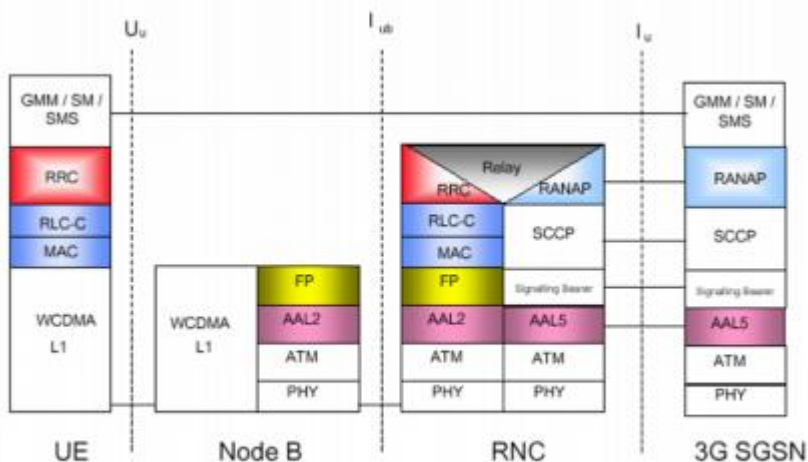 Uu
Iub
Iu
GMM / SM /
SMS
RRC
RLC-C
MAC
WCDMA
L1
WCDMA
L1
FP
AAL2
ATM
PHY
Relay
RRC
RANAP
RLC-C
MAC
SCCP
FP
Signalling Bearer
AAL2
AAL5
ATM
ATM
PHY
PHY
GMM / SM /
SMS
RANAP
SCCP
Signalling Bearer
AAL5
ATM
PHY
UE
Node B
RNC
3G SGSN